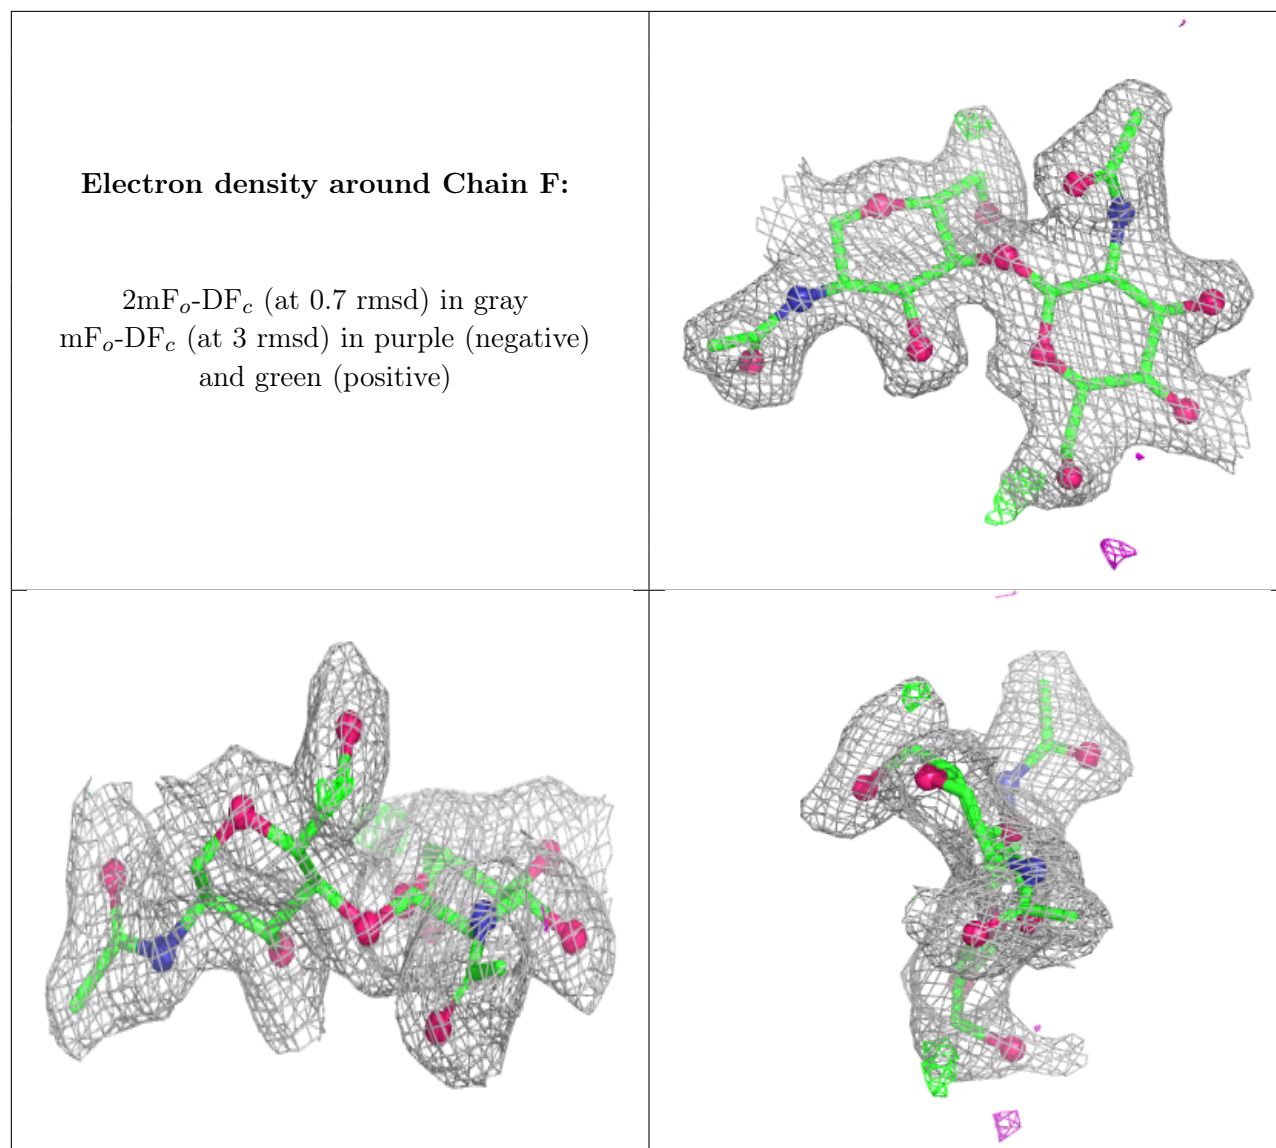 Electron density around Chain F:
2mFo-DFc (at 0.7 rmsd) in gray
mFo-DFc (at 3 rmsd) in purple (negative)
and green (positive)